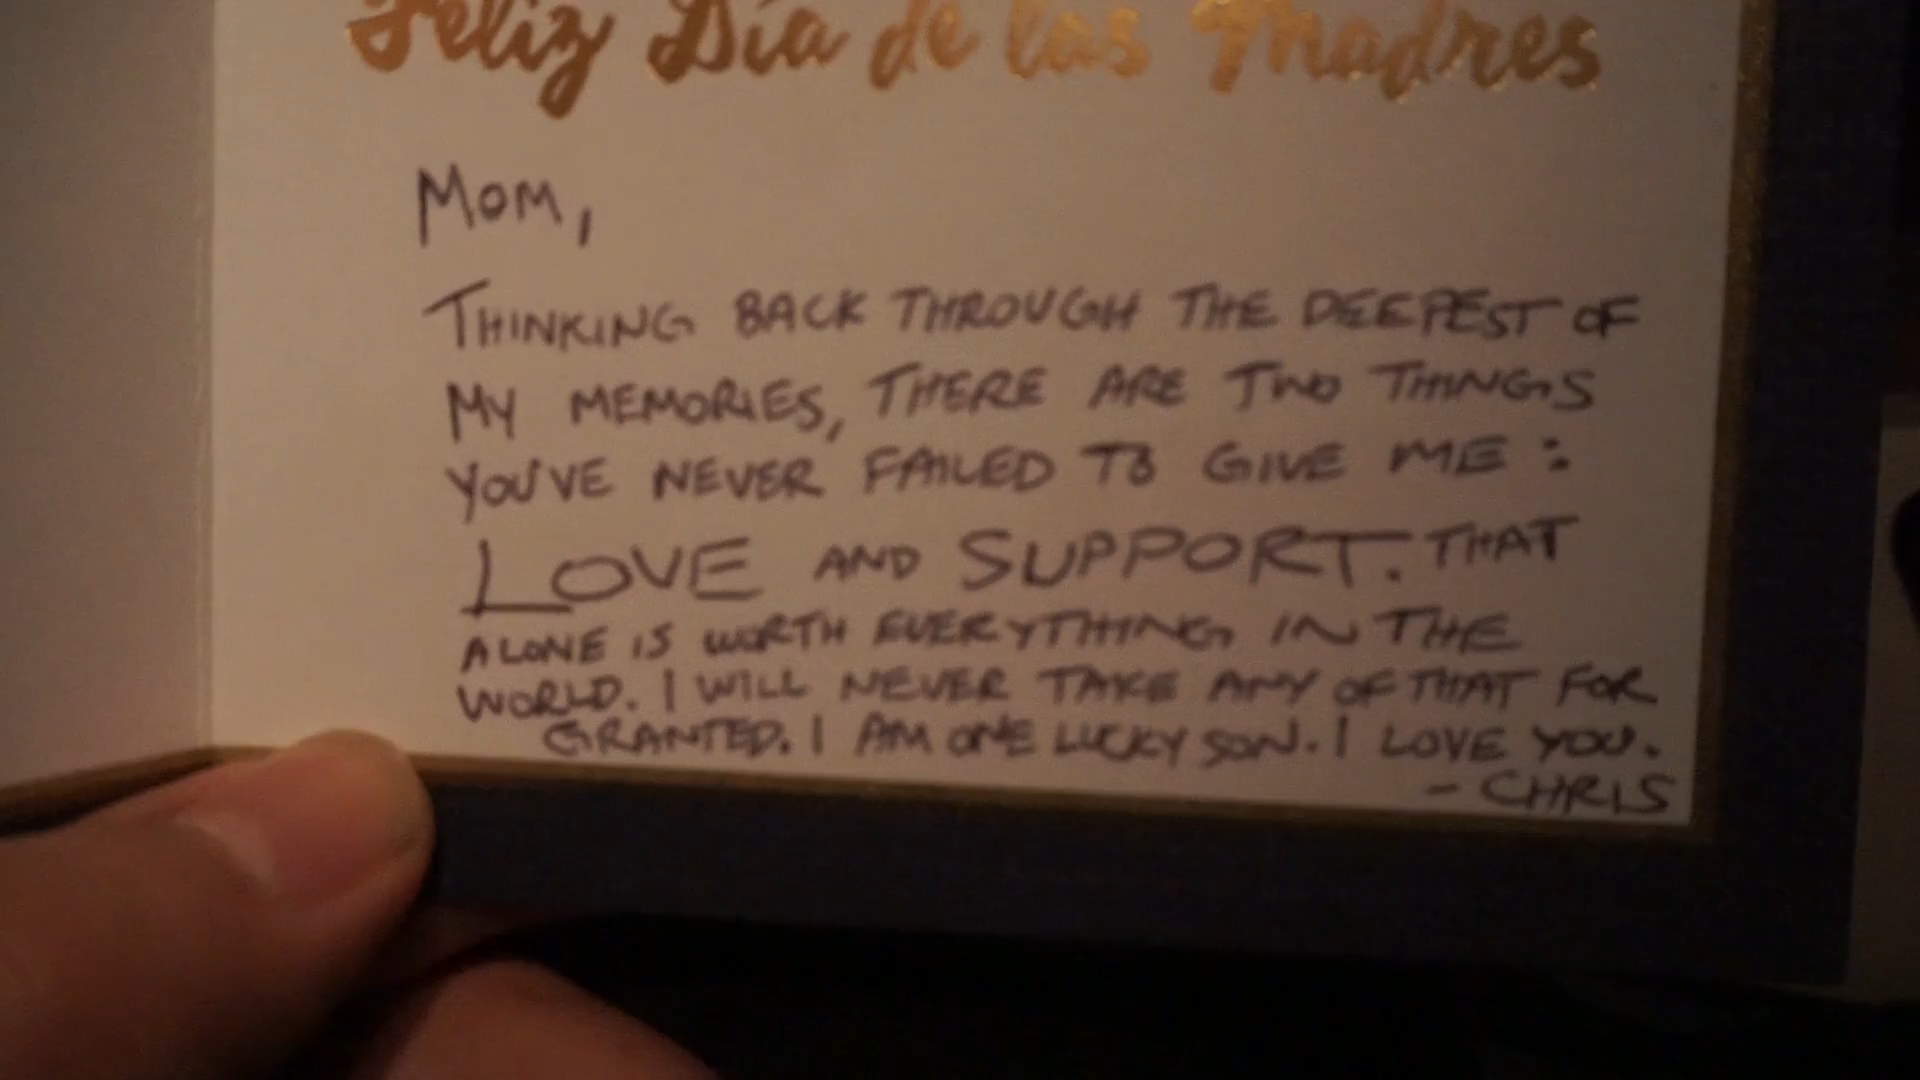 Feliz Día de las Madres
MOM,
THINKING BACK THROUGH THE DEEPEST OF
MY MEMORIES, THERE ARE TWO THINGS
YOU'VE NEVER FAILED TO GIVE ME:
LOVE AND SUPPORT. THAT
ALONE IS WORTH EVERYTHING IN THE
WORLD. I WILL NEVER TAKE ANY OF THAT FOR
GRANTED. I AM ONE LUCKY SON. I LOVE YOU.
- CHRIS